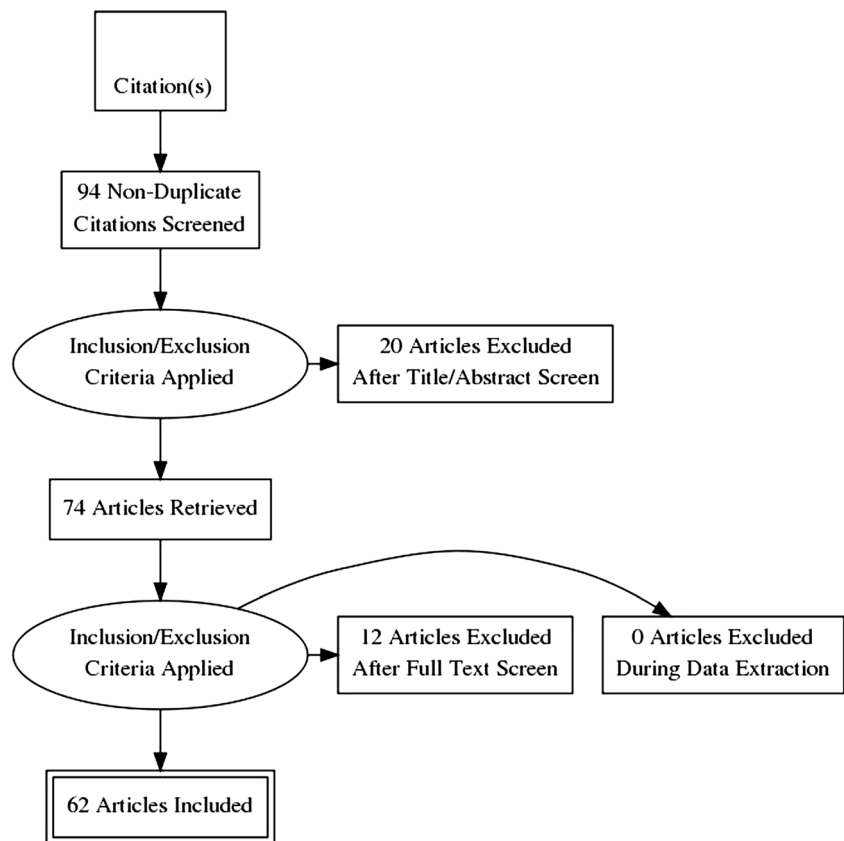 Citation(s)
94 Non-Duplicate
Citations Screened
Inclusion/Exclusion
Criteria Applied
20 Articles Excluded
After Title/Abstract Screen
74 Articles Retrieved
Inclusion/Exclusion
Criteria Applied
12 Articles Excluded
After Full Text Screen
0 Articles Excluded
During Data Extraction
62 Articles Included